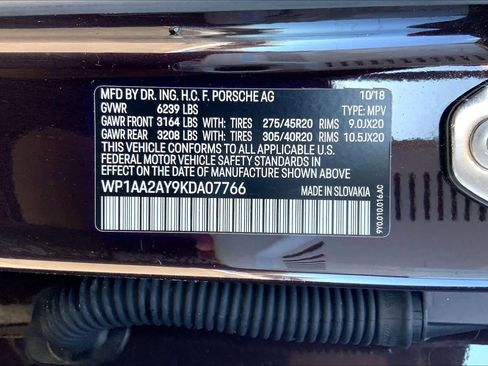 MFD BY DR. ING. H.C. F. PORSCHE AG 10/18
GVWR 6239 LBS TYPE: MPV
GAWR FRONT 3164 LBS WITH: TIRES 275/45R20 RIMS 9.0JX20
GAWR REAR 3208 LBS WITH: TIRES 305/40R20 RIMS 10.5JX20
THIS VEHICLE CONFORMS TO ALL APPLICABLE
FEDERAL MOTOR VEHICLE SAFETY STANDARDS IN
EFFECT ON THE DATE OF MANUFACTURE SHOWN ABOVE.
WP1AA2AY9KDA07766 MADE IN SLOVAKIA
9Y0.010.016.AC